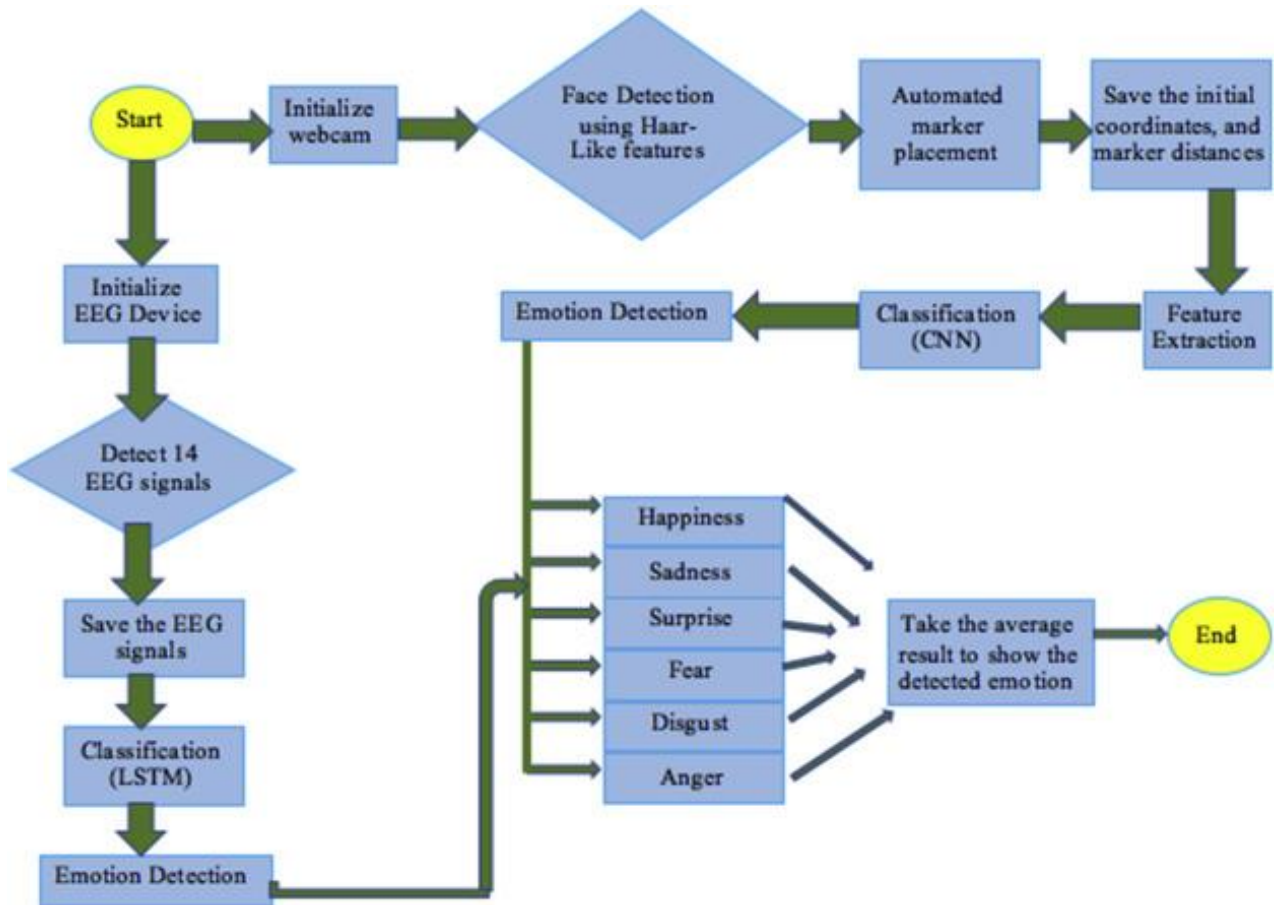 Start
Initialize
webcam
Face Detection
using Haar-
Like features
Automated
marker
placement
Save the initial
coordinates, and
marker distances
Initialize
EEG Device
Emotion Detection
Classification
(CNN)
Feature
Extraction
Detect 14
EEG signals
Happiness
Sadness
Surprise
Fear
Disgust
Anger
Take the average
result to show the
detected emotion
End
Save the EEG
signals
Classification
(LSTM)
Emotion Detection